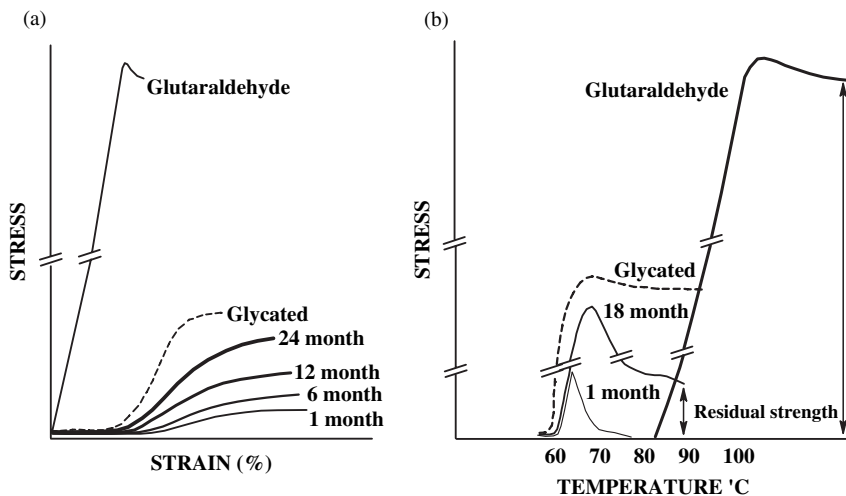 (a)
Glutaraldehyde
STRESS
Glycated
24 month
12 month
6 month
1 month
STRAIN (%)
(b)
Glutaraldehyde
STRESS
Glycated
18 month
1 month
Residual strength
60 70 80 90 100
TEMPERATURE 'C